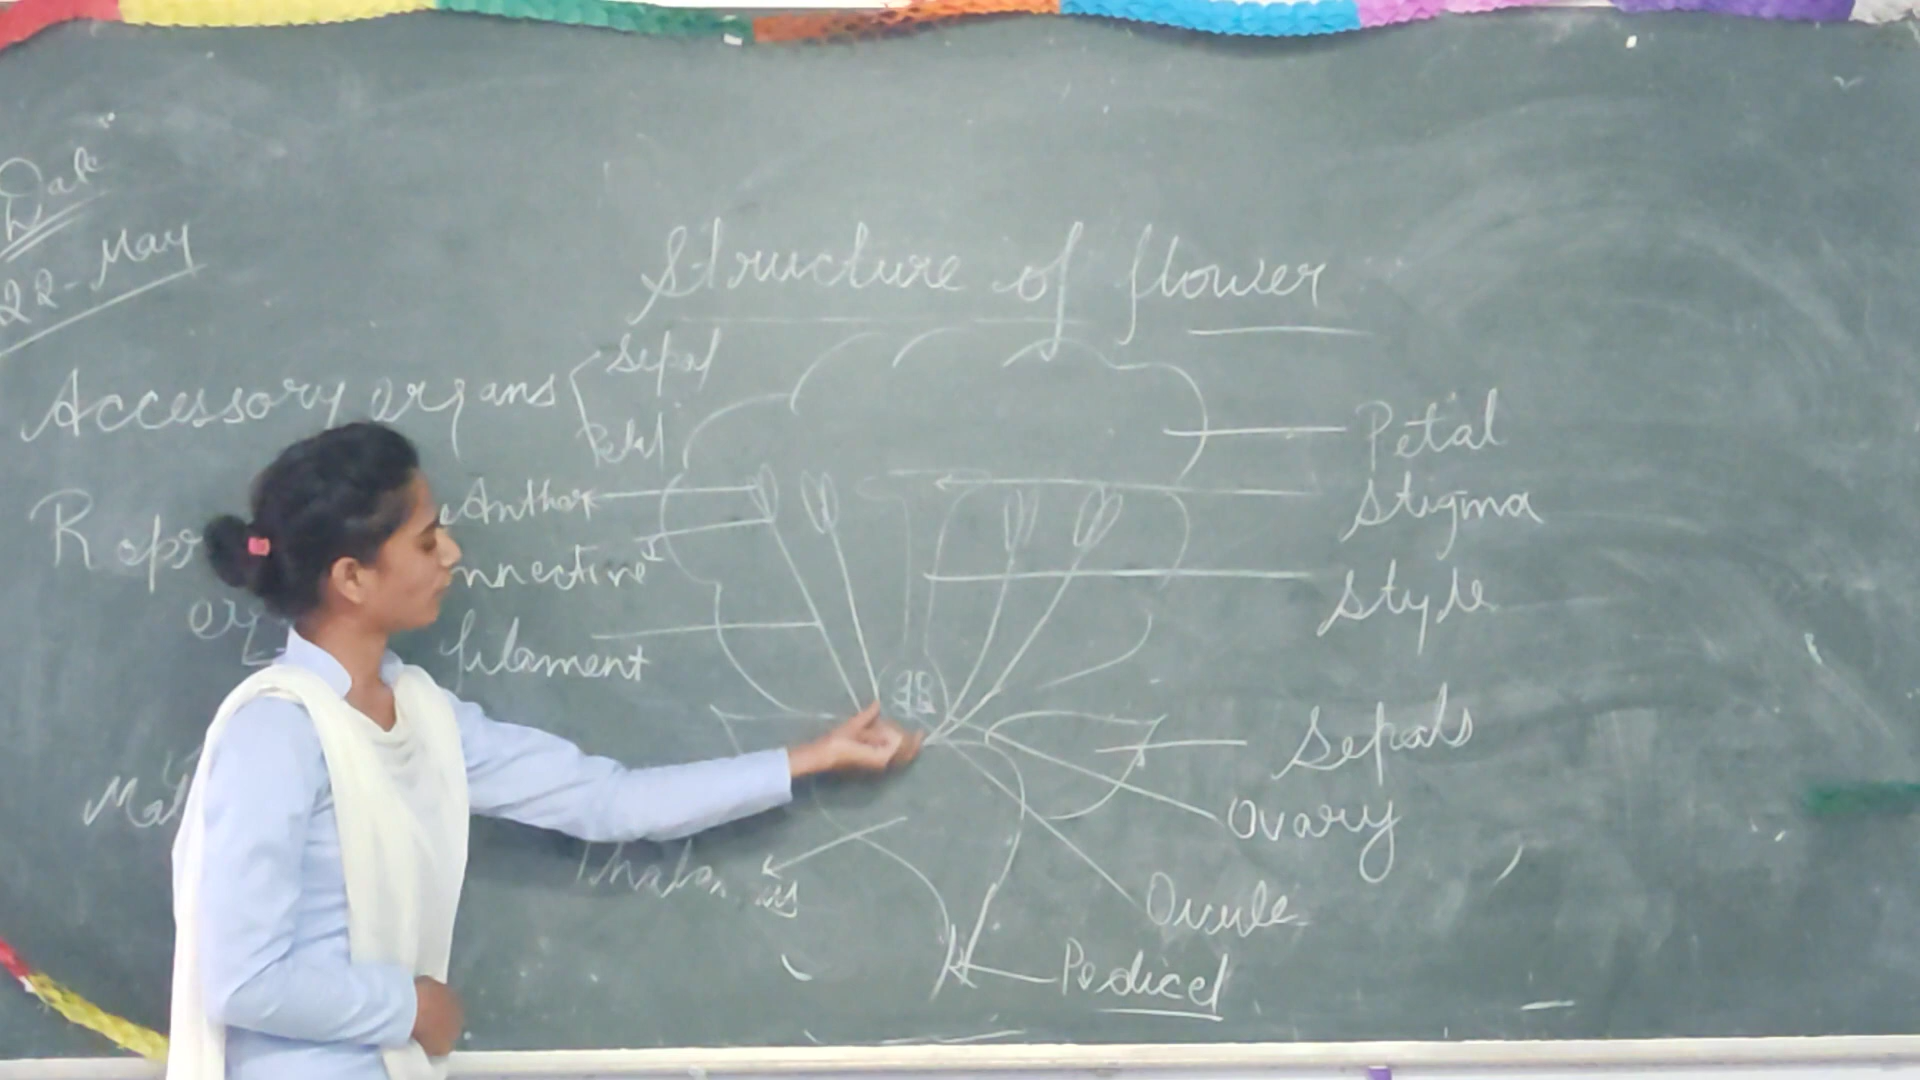 Date
22-May
Structure of flower
Accessory organs
Sepal
Petal
Anther
filament
Petal
Stigma
Style
Sepals
Ovary
Ovule
Pedicel